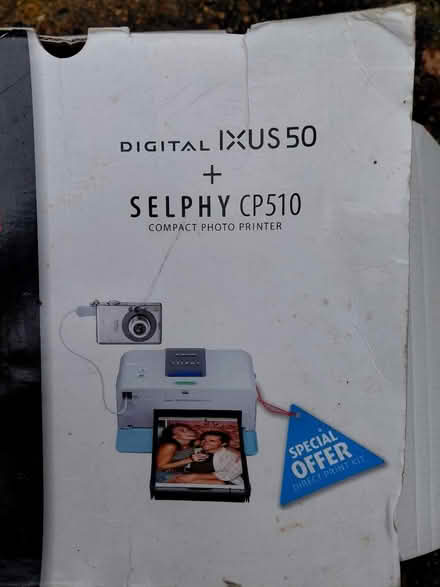 DIGITAL IXUS 50
+
SELPHY CP510
COMPACT PHOTO PRINTER
SPECIAL
OFFER
DIRECT PRINT KIT